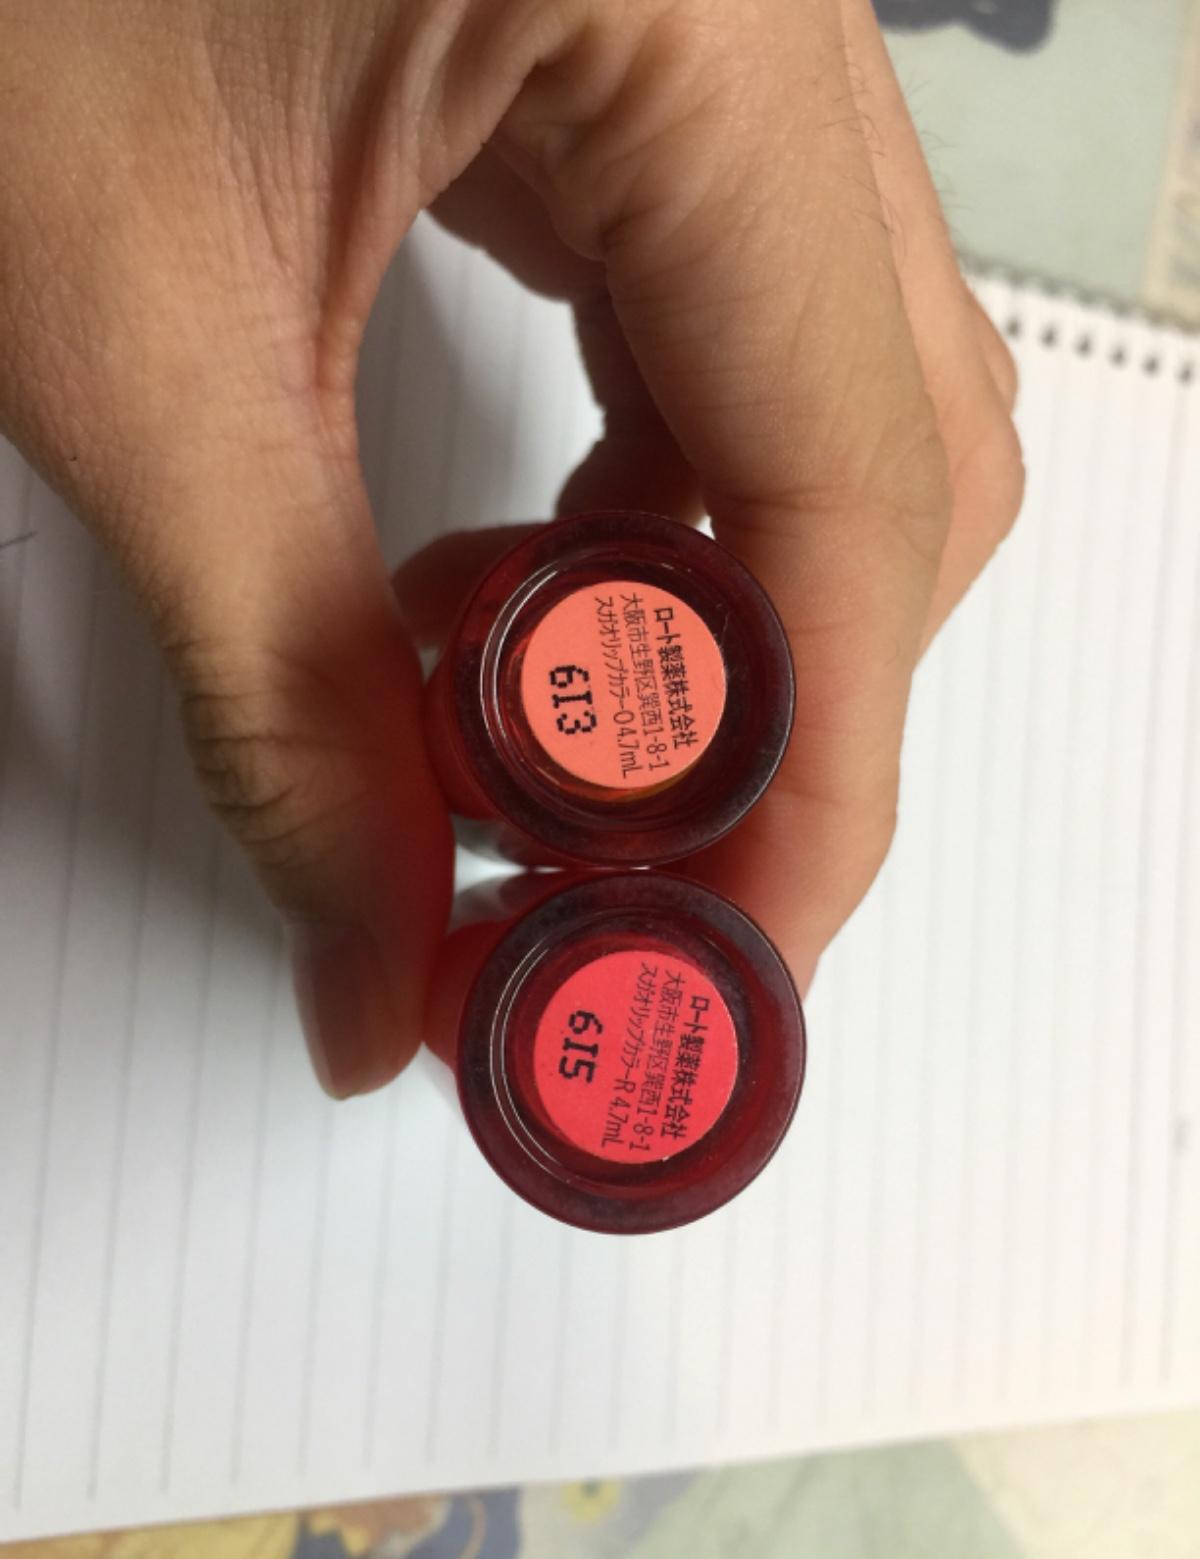 ロート製薬株式会社
大阪市生野区巽西1-8-1
スガオリップカラーO 4.7mL
6I3
ロート製薬株式会社
大阪市生野区巽西1-8-1
スガオリップカラーR 4.7mL
6I5